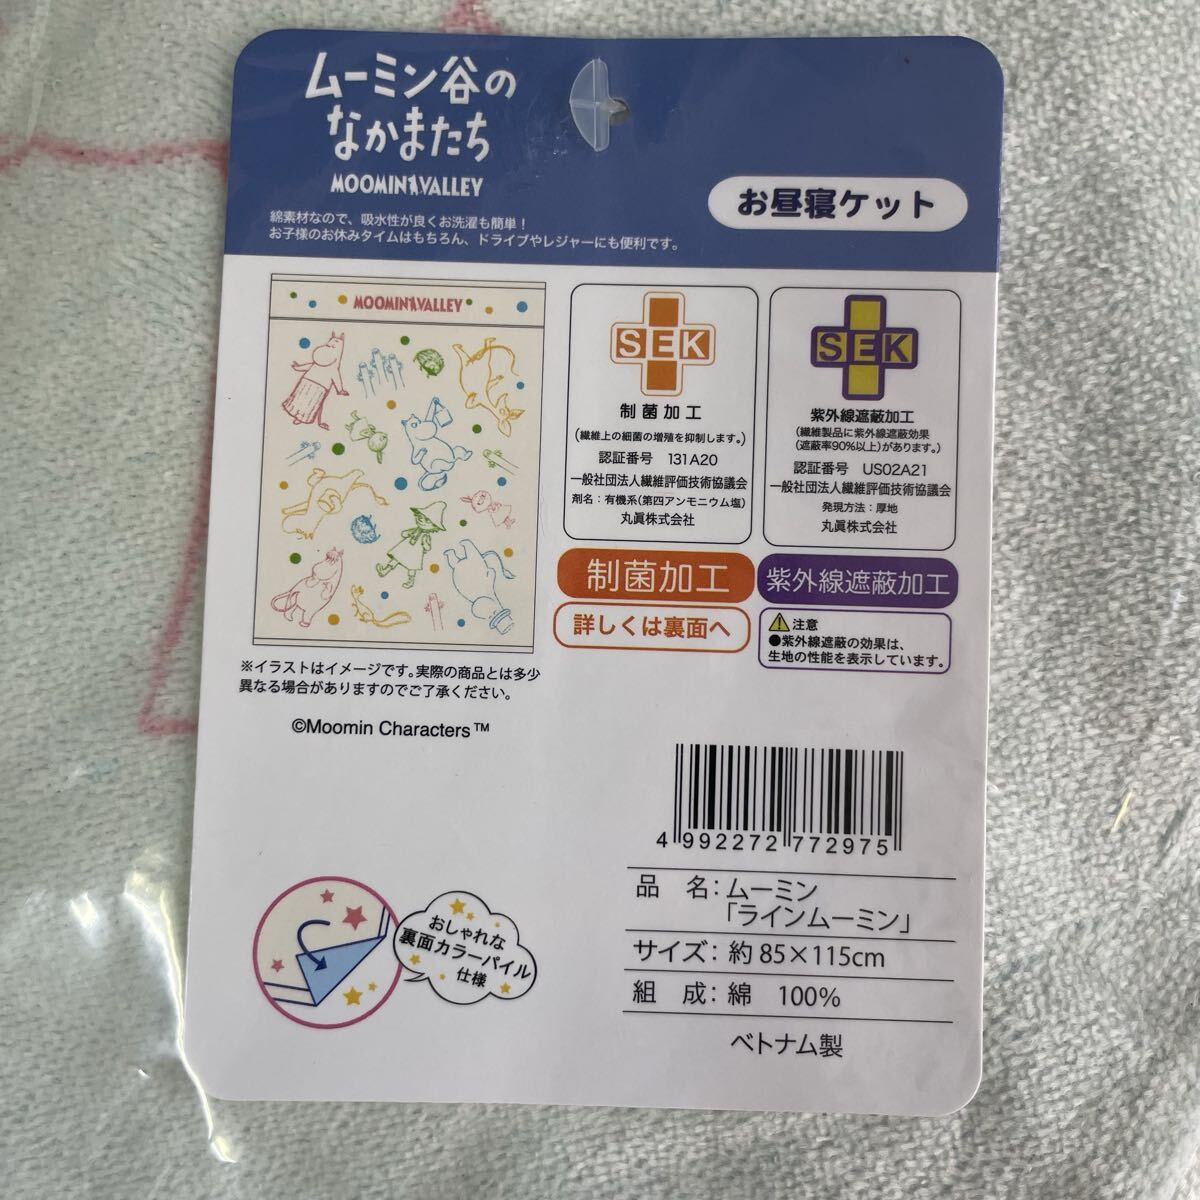 ムーミン谷の
なかまたち
MOOMIN VALLEY
お昼寝ケット
綿素材なので、吸水性が良くお洗濯も簡単!
お子様のお休みタイムはもちろん、ドライブやレジャーにも便利です。
MOOMIN VALLEY
※イラストはイメージです。実際の商品とは多少
異なる場合がありますのでご了承ください。
©Moomin Characters™
SEK
制菌加工
(繊維上の細菌の増殖を抑制します。)
認証番号 131A20
一般社団法人繊維評価技術協議会
剤名:有機系(第四アンモニウム塩)
丸眞株式会社
制菌加工
詳しくは裏面へ
SEK
紫外線遮蔽加工
(繊維製品に紫外線遮蔽効果
(遮蔽率90%以上)があります。)
認証番号 US02A21
一般社団法人繊維評価技術協議会
発現方法:厚地
丸眞株式会社
紫外線遮蔽加工
注意
●紫外線遮蔽の効果は、
生地の性能を表示しています。
4 992272 772975
品 名:ムーミン
「ラインムーミン」
サイズ:約85×115cm
組 成:綿 100%
ベトナム製
おしゃれな
裏面カラーパイル
仕様